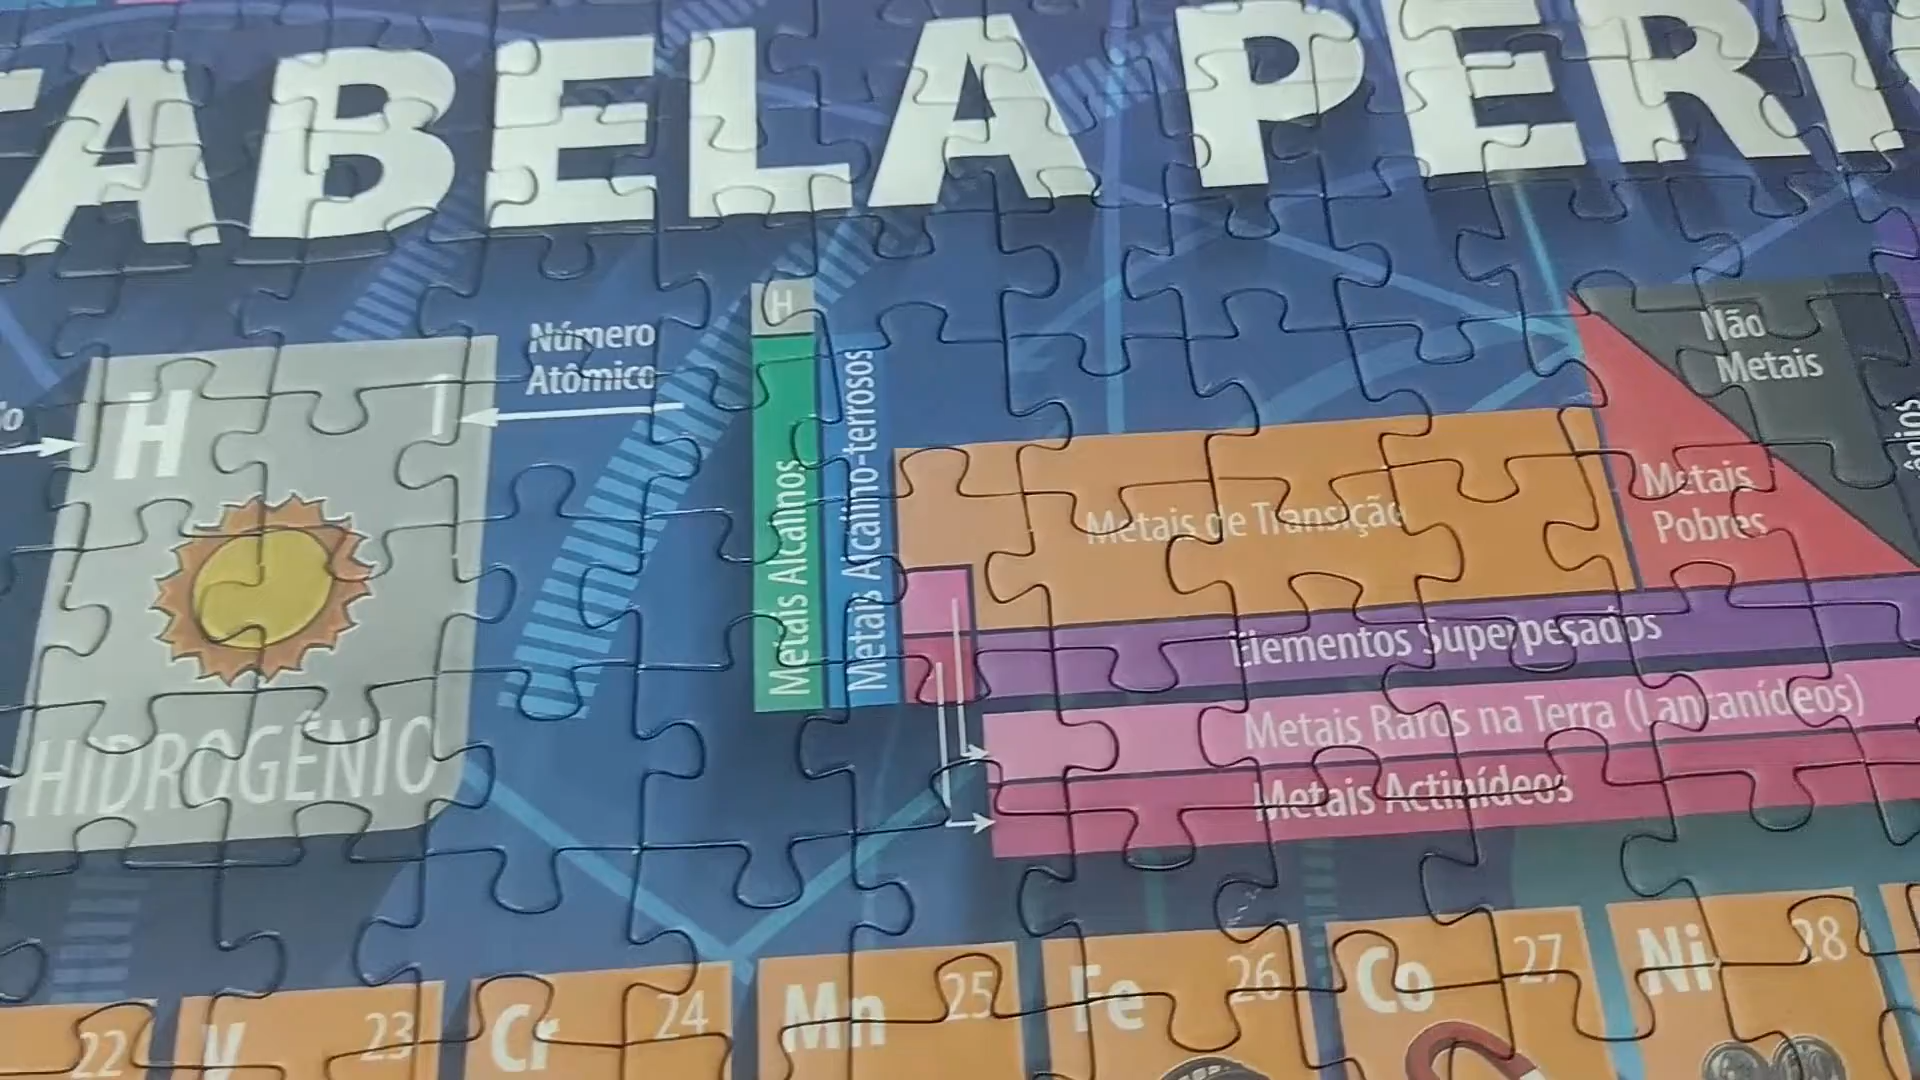 TABELA PERI
Número
Atômico
H
H 1
HIDROGÊNIO
Metais Alcalinos
Metais Alcalino-terrosos
Metais de Transição
Não
Metais
Metais
Pobres
Elementos Superpesados
Metais Raros na Terra (Lantanídeos)
Metais Actinídeos
22
V 23
Cr 24
Mn 25
Fe 26
Co 27
Ni 28